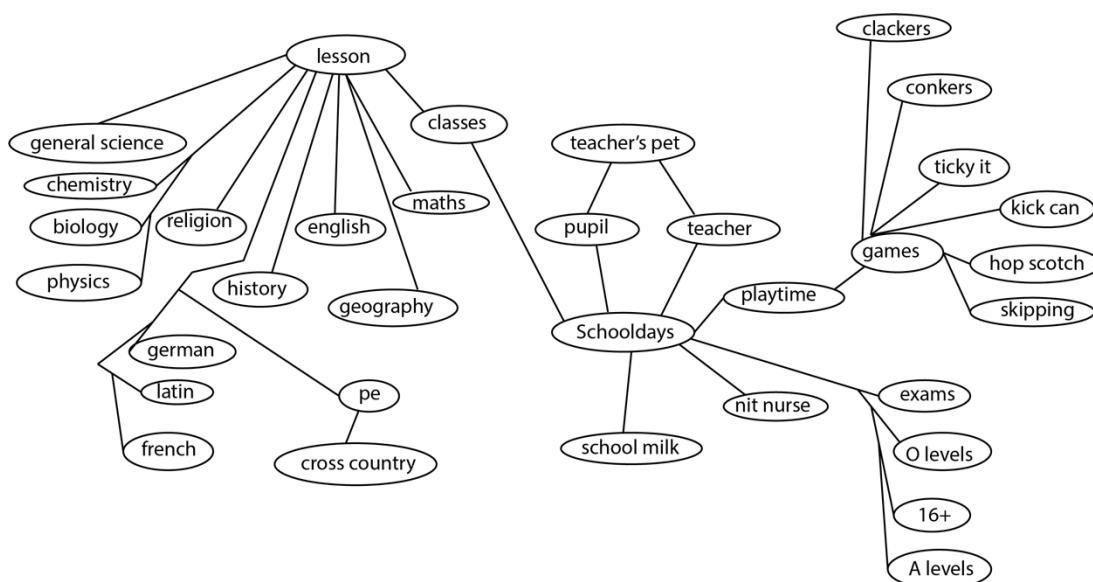 clackers
lesson
conkers
classes
general science
teacher's pet
ticky it
chemistry
maths
kick can
biology
religion
english
pupil
teacher
games
hop scotch
physics
history
geography
playtime
skipping
Schooldays
german
latin
pe
nit nurse
exams
french
cross country
school milk
O levels
16+
A levels